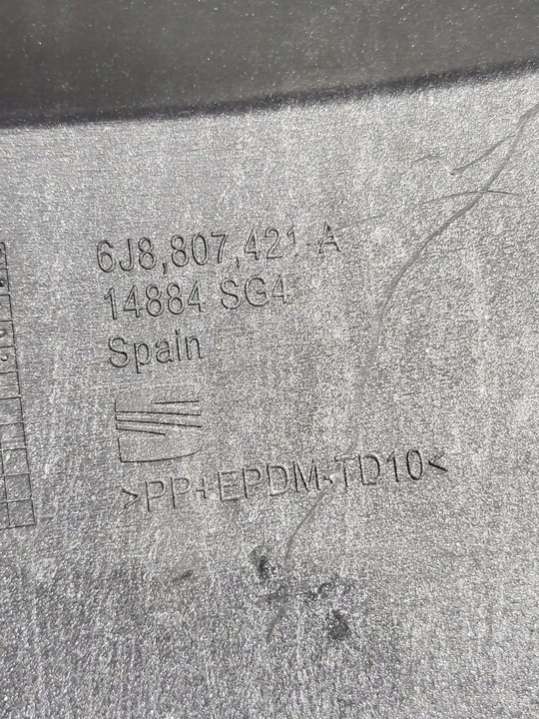 6J8,807,421 A
14884 SG4
Spain
>PP+EPDM-TD10<